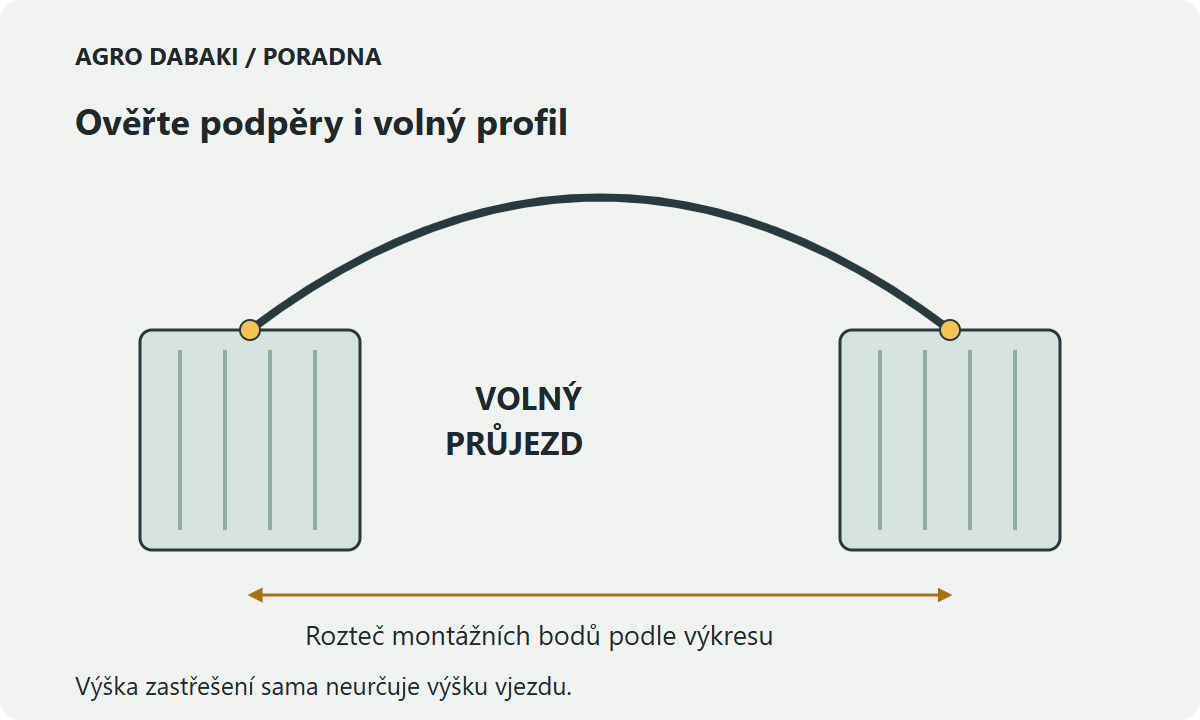 AGRO DABAKI / PORADNA
Ověřte podpěry i volný profil
VOLNÝ
PRŮJEZD
Rozteč montážních bodů podle výkresu
Výška zastřešení sama neurčuje výšku vjezdu.